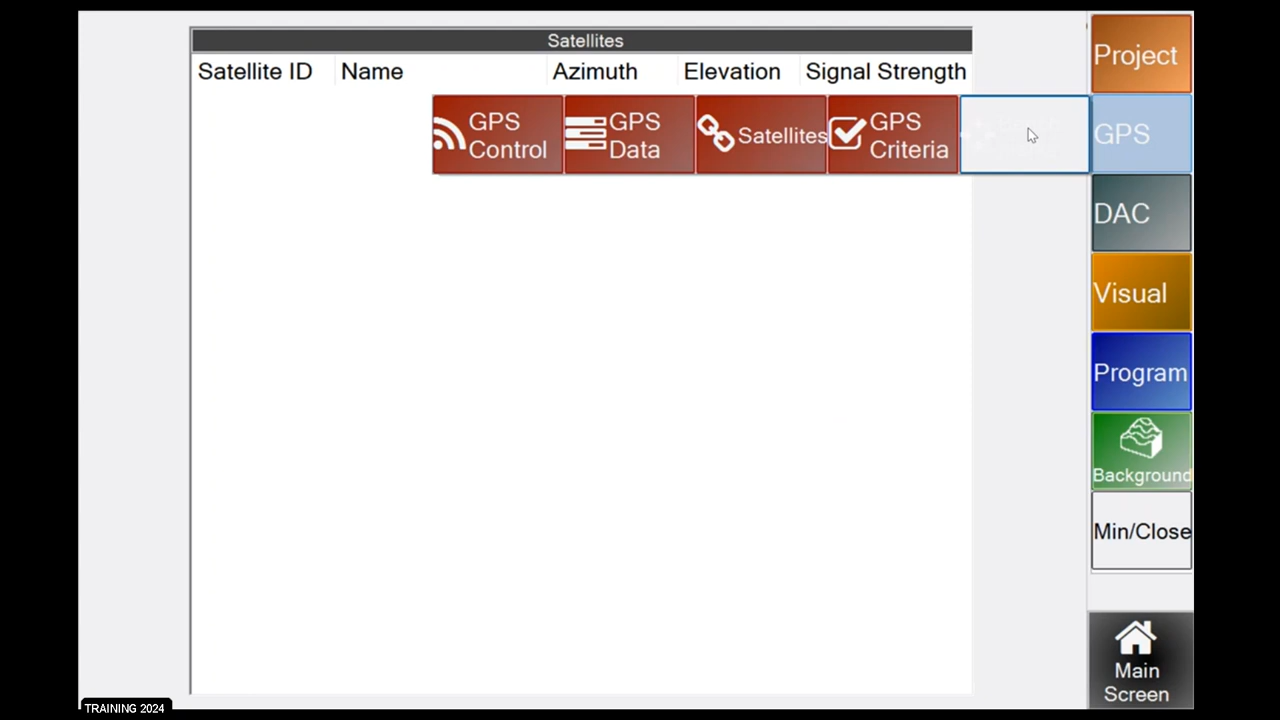 Satellites
Satellite ID Name Azimuth Elevation Signal Strength
GPS Control
GPS Data
Satellites
GPS Criteria
Project
GPS
DAC
Visual
Program
Background
Min/Close
Main
Screen
TRAINING 2024